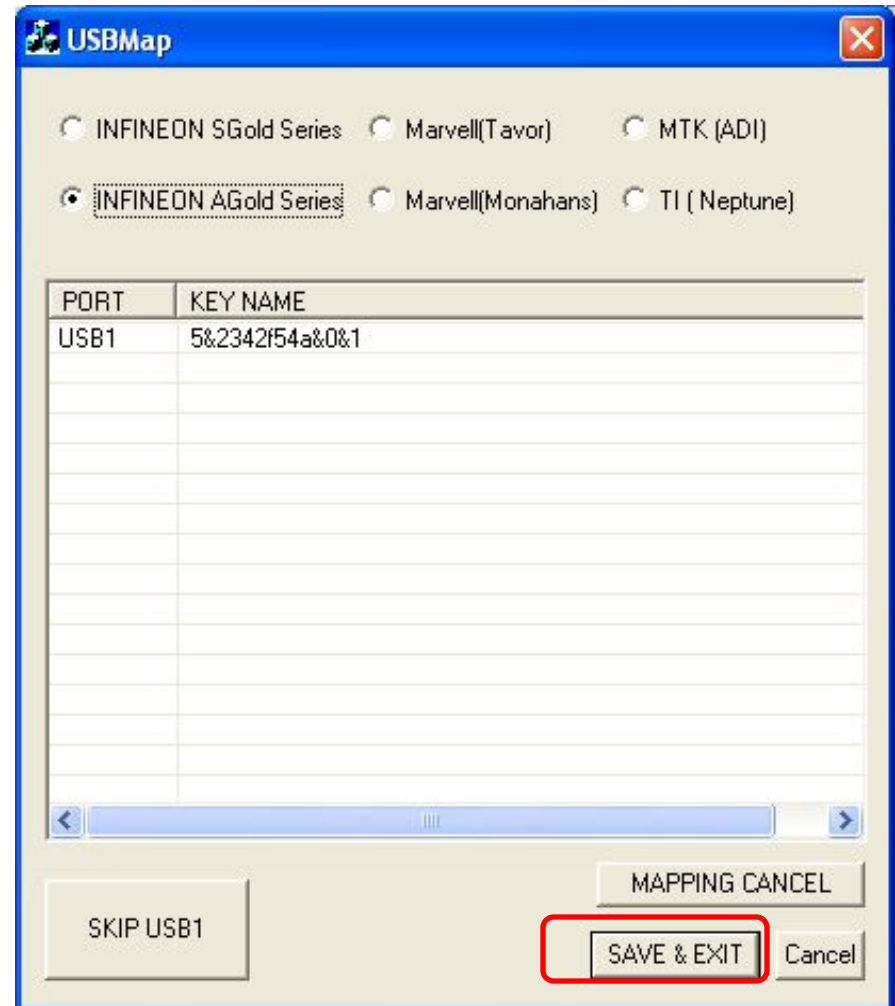 USBMap
INFINEON SGold Series Marvell(Tavor) MTK (ADI)
INFINEON AGold Series Marvell(Monahans) TI ( Neptune)
PORT KEY NAME
USB1 5&2342f54a&0&1
MAPPING CANCEL
SKIP USB1
SAVE & EXIT Cancel